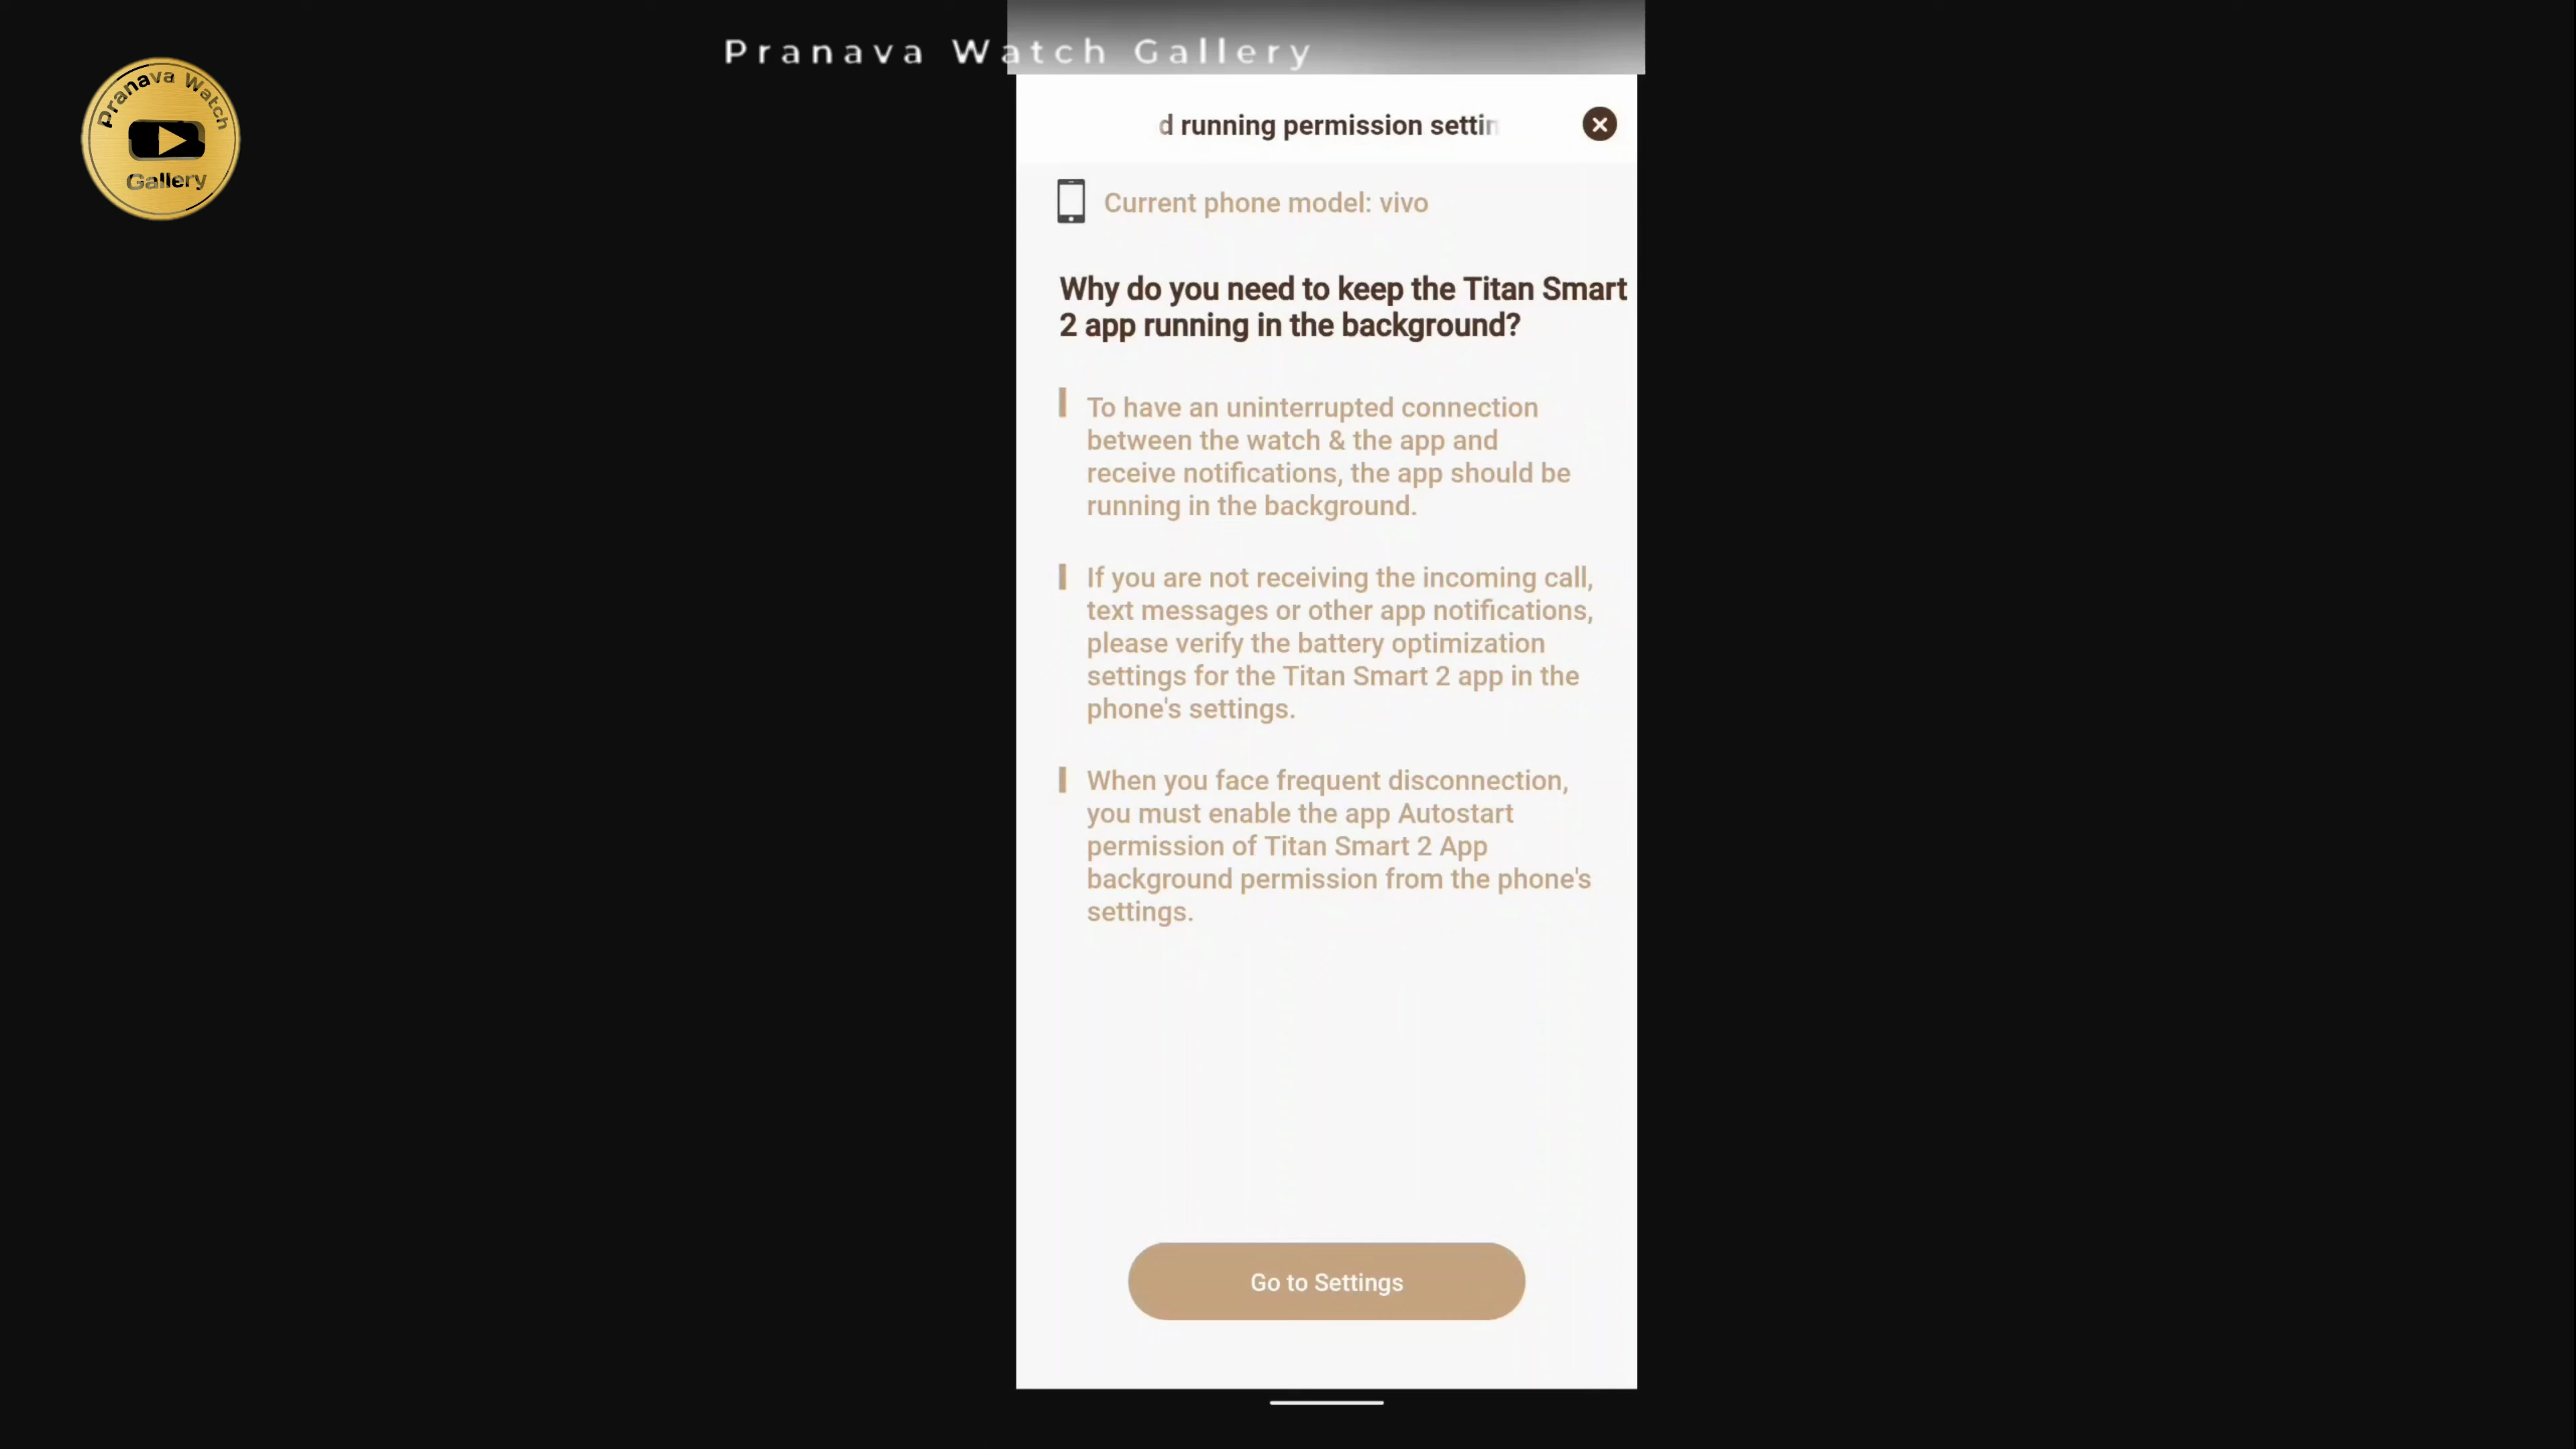 Pranava Watch Gallery
Pranava Watch
Gallery
d running permission settin
Current phone model: vivo
Why do you need to keep the Titan Smart
2 app running in the background?
To have an uninterrupted connection
between the watch & the app and
receive notifications, the app should be
running in the background.
If you are not receiving the incoming call,
text messages or other app notifications,
please verify the battery optimization
settings for the Titan Smart 2 app in the
phone's settings.
When you face frequent disconnection,
you must enable the app Autostart
permission of Titan Smart 2 App
background permission from the phone's
settings.
Go to Settings